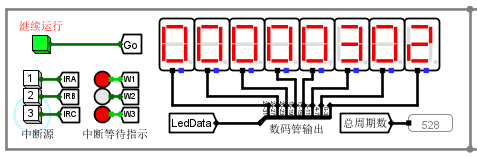 继续运行
Go
1 IRA
2 IRB
3 IRC
中断源
W1
W2
W3
中断等待指示
00000302
LedData
数码管输出
总周期数
528